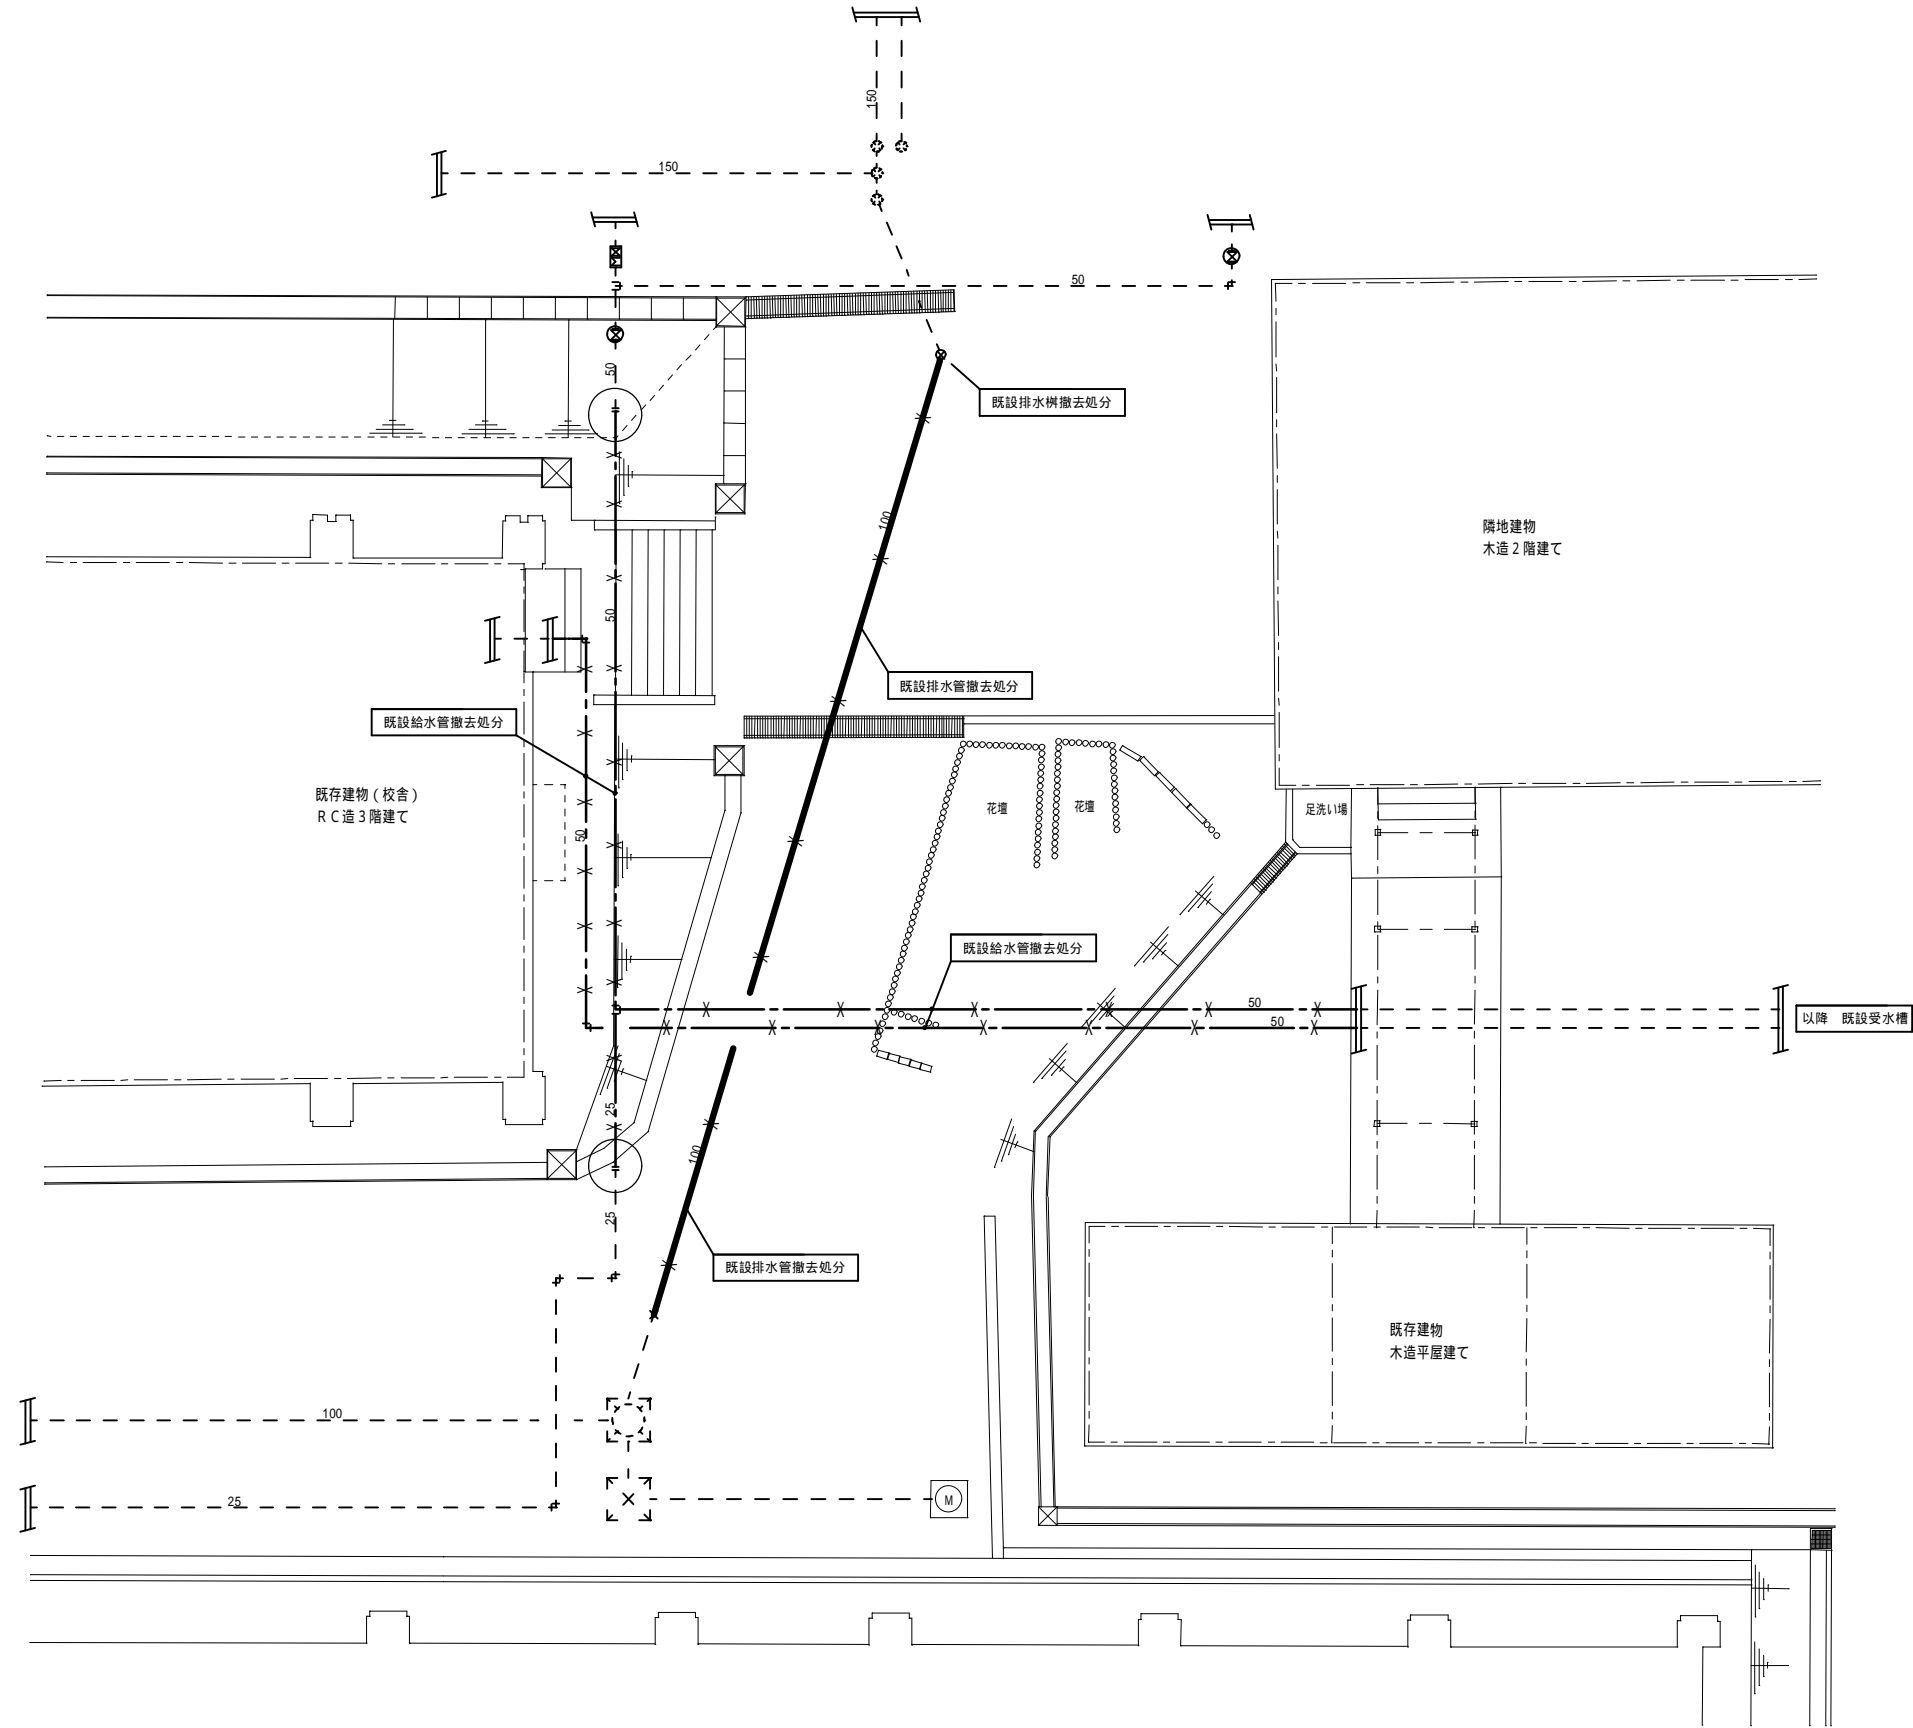 150
150
50
50
既設排水桝撤去処分
100
隣地建物
木造２階建て
50
既設排水管撤去処分
既設給水管撤去処分
既存建物（校舎）
ＲＣ造３階建て
50
花壇
花壇
足洗い場
既設給水管撤去処分
50
50
以降　既設受水槽
25
100
25
既設排水管撤去処分
既存建物
木造平屋建て
100
25
M